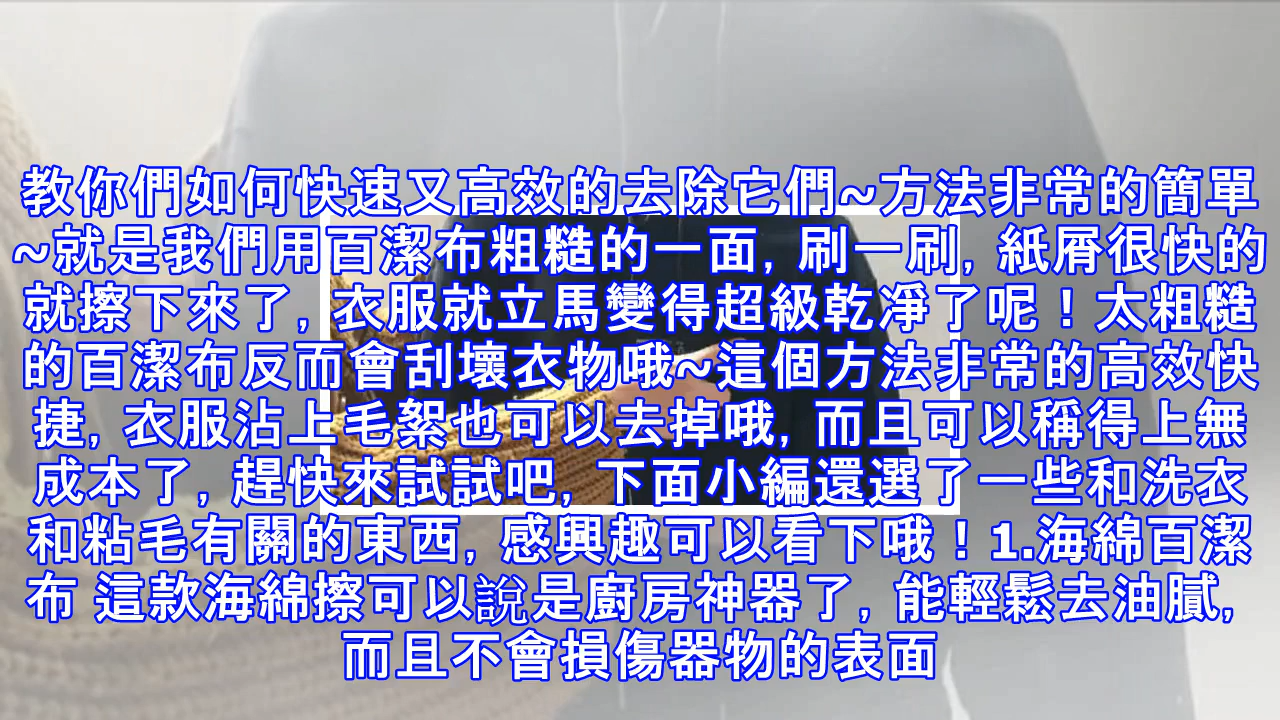 教你們如何快速又高效的去除它們~方法非常的簡單
~就是我們用百潔布粗糙的一面, 刷一刷, 紙屑很快的
就擦下來了, 衣服就立馬變得超級乾淨了呢！太粗糙
的百潔布反而會刮壞衣物哦~這個方法非常的高效快
捷, 衣服沾上毛絮也可以去掉哦, 而且可以稱得上無
成本了, 趕快來試試吧, 下面小編還選了一些和洗衣
和粘毛有關的東西, 感興趣可以看下哦！1.海綿百潔
布 這款海綿擦可以說是廚房神器了, 能輕鬆去油膩,
而且不會損傷器物的表面